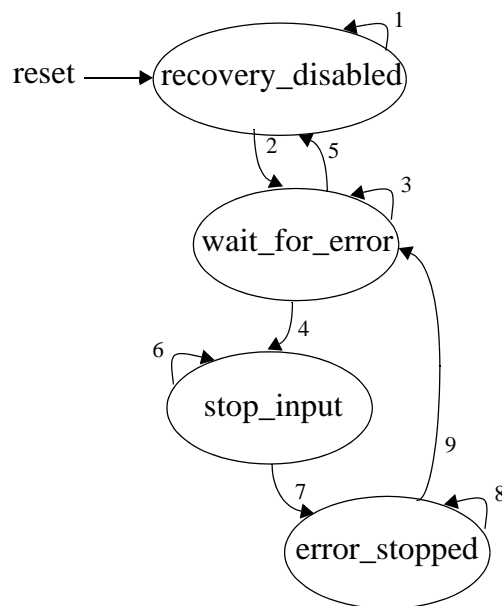 1
reset
recovery_disabled
2
5
3
wait_for_error
4
6
stop_input
9
7
8
error_stopped